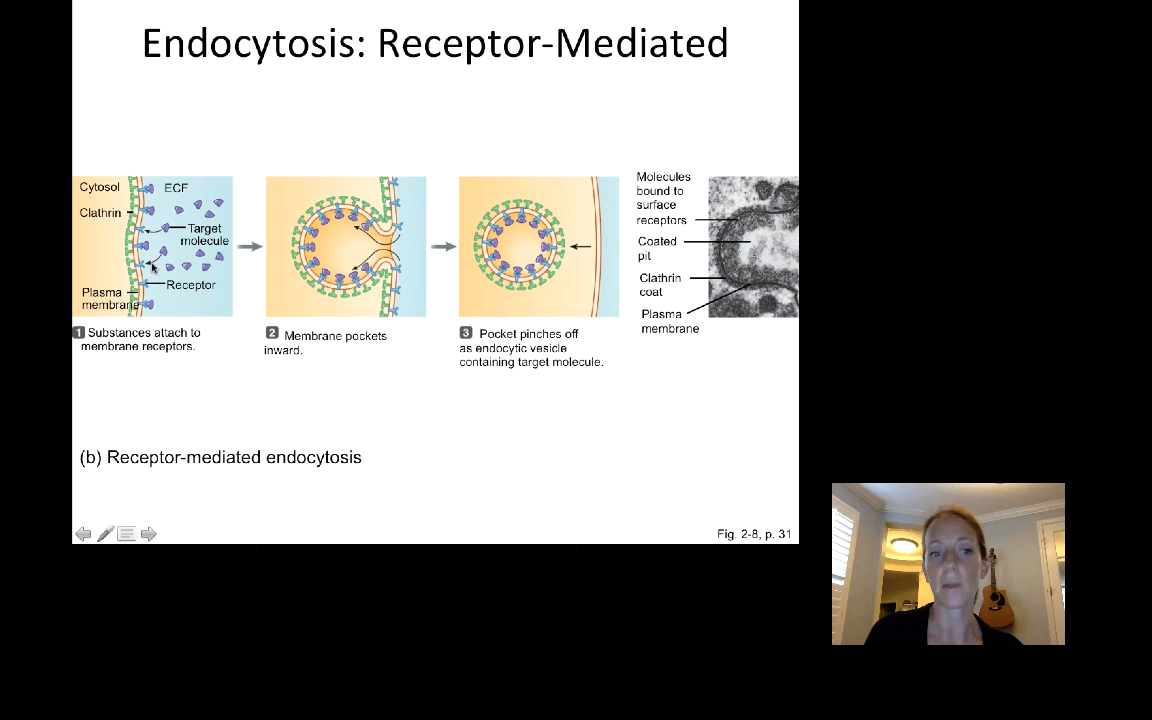 Endocytosis: Receptor-Mediated
Cytosol
ECF
Clathrin
Target
molecule
Receptor
Plasma
membrane
1 Substances attach to
membrane receptors.
2 Membrane pockets
inward.
3 Pocket pinches off
as endocytic vesicle
containing target molecule.
Molecules
bound to
surface
receptors
Coated
pit
Clathrin
coat
Plasma
membrane
(b) Receptor-mediated endocytosis
Fig. 2-8, p. 31